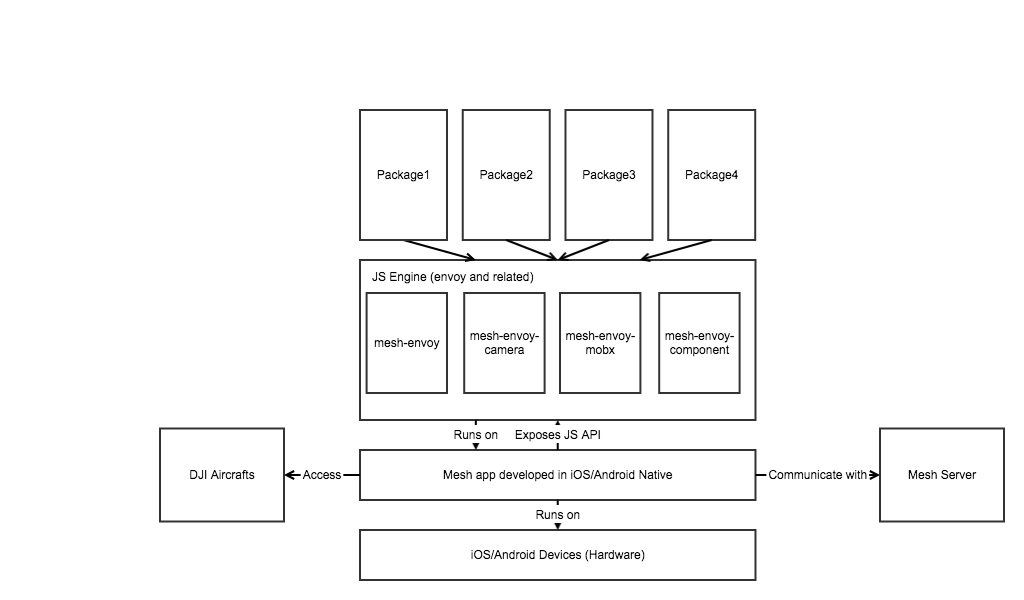 Package1
Package2
Package3
Package4
JS Engine (envoy and related)
mesh-envoy
mesh-envoy-
camera
mesh-envoy-
mobx
mesh-envoy-
component
Runs on
Exposes JS API
DJI Aircrafts
Access
Mesh app developed in iOS/Android Native
Communicate with
Mesh Server
Runs on
iOS/Android Devices (Hardware)